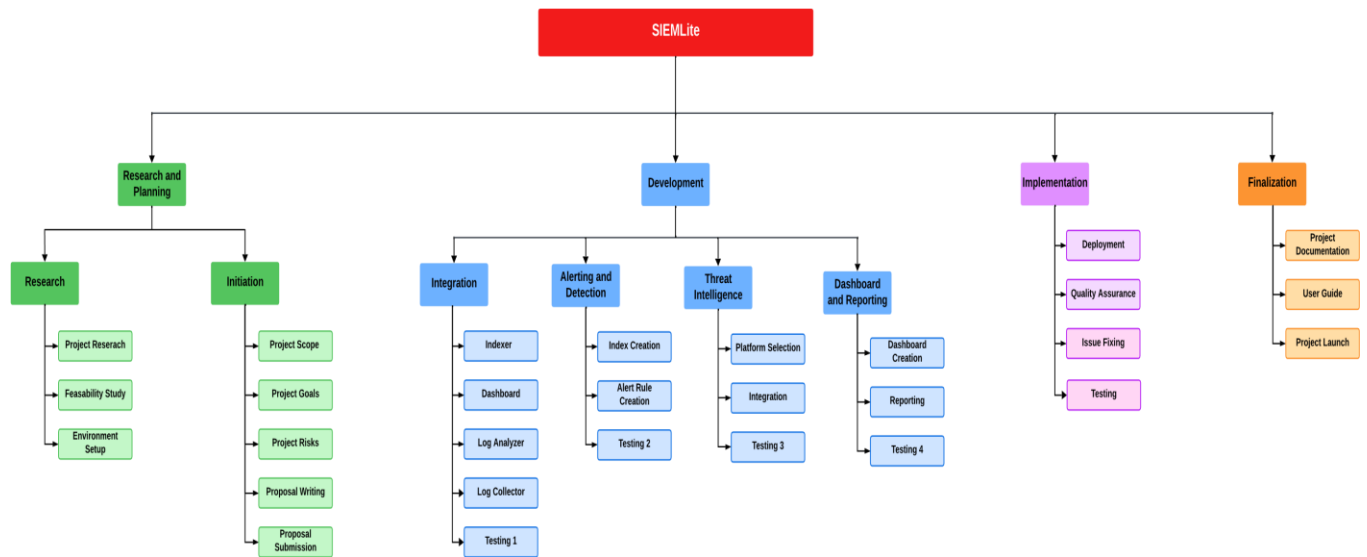 SIEMLite
Research and
Planning
Development
Implementation
Finalization
Research
Initiation
Integration
Alerting and
Detection
Threat
Intelligence
Dashboard
and Reporting
Project Reserach
Feasability Study
Environment
Setup
Project Scope
Project Goals
Project Risks
Proposal Writing
Proposal
Submission
Indexer
Dashboard
Log Analyzer
Log Collector
Testing 1
Index Creation
Alert Rule
Creation
Testing 2
Platform Selection
Integration
Testing 3
Dashboard
Creation
Reporting
Testing 4
Deployment
Quality Assurance
Issue Fixing
Testing
Project
Documentation
User Guide
Project Launch